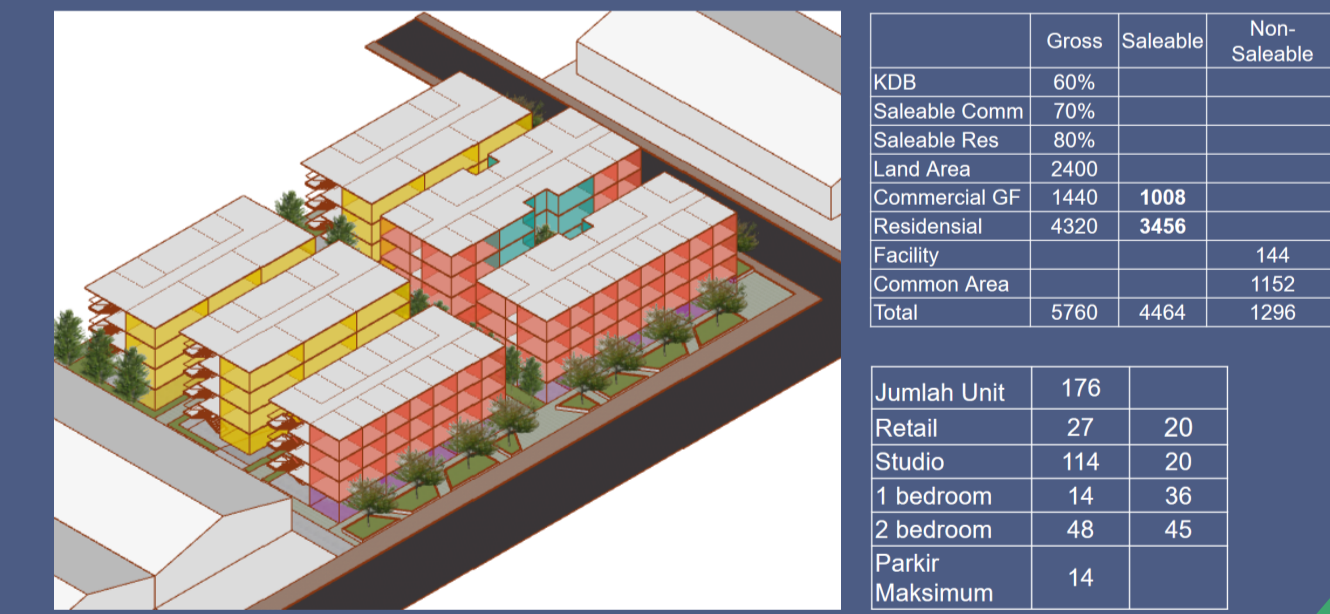 Gross Saleable Non-Saleable
KDB 60%
Saleable Comm 70%
Saleable Res 80%
Land Area 2400
Commercial GF 1440 1008
Residensial 4320 3456
Facility 144
Common Area 1152
Total 5760 4464 1296
Jumlah Unit 176
Retail 27 20
Studio 114 20
1 bedroom 14 36
2 bedroom 48 45
Parkir
Maksimum 14